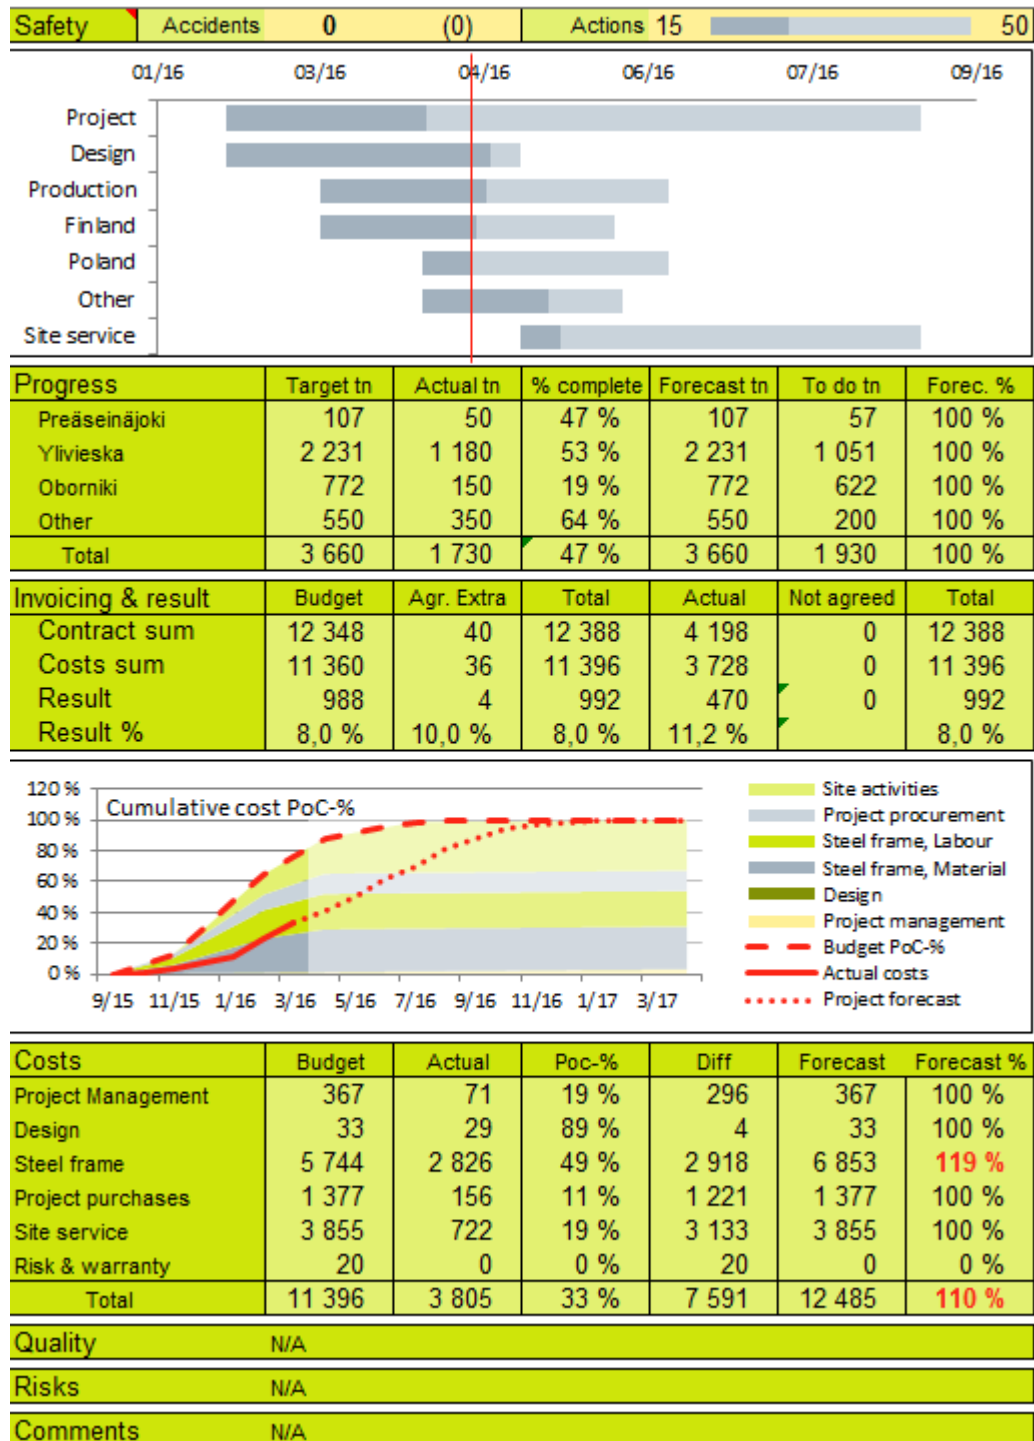 Safety Accidents 0 (0) Actions 15 50
01/16 03/16 04/16 06/16 07/16 09/16
Project
Design
Production
Finland
Poland
Other
Site service
Progress Target tn Actual tn % complete Forecast tn To do tn Forec. %
Preäseinäjoki 107 50 47 % 107 57 100 %
Ylivieska 2 231 1 180 53 % 2 231 1 051 100 %
Oborniki 772 150 19 % 772 622 100 %
Other 550 350 64 % 550 200 100 %
Total 3 660 1 730 47 % 3 660 1 930 100 %
Invoicing & result Budget Agr. Extra Total Actual Not agreed Total
Contract sum 12 348 40 12 388 4 198 0 12 388
Costs sum 11 360 36 11 396 3 728 0 11 396
Result 988 4 992 470 0 992
Result % 8,0 % 10,0 % 8,0 % 11,2 % 8,0 %
Cumulative cost PoC-%
120 %
100 %
80 %
60 %
40 %
20 %
0 %
9/15 11/15 1/16 3/16 5/16 7/16 9/16 11/16 1/17 3/17
Site activities
Project procurement
Steel frame, Labour
Steel frame, Material
Design
Project management
Budget PoC-%
Actual costs
Project forecast
Costs Budget Actual Poc-% Diff Forecast Forecast %
Project Management 367 71 19 % 296 367 100 %
Design 33 29 89 % 4 33 100 %
Steel frame 5 744 2 826 49 % 2 918 6 853 119 %
Project purchases 1 377 156 11 % 1 221 1 377 100 %
Site service 3 855 722 19 % 3 133 3 855 100 %
Risk & warranty 20 0 0 % 20 0 0 %
Total 11 396 3 805 33 % 7 591 12 485 110 %
Quality N/A
Risks N/A
Comments N/A